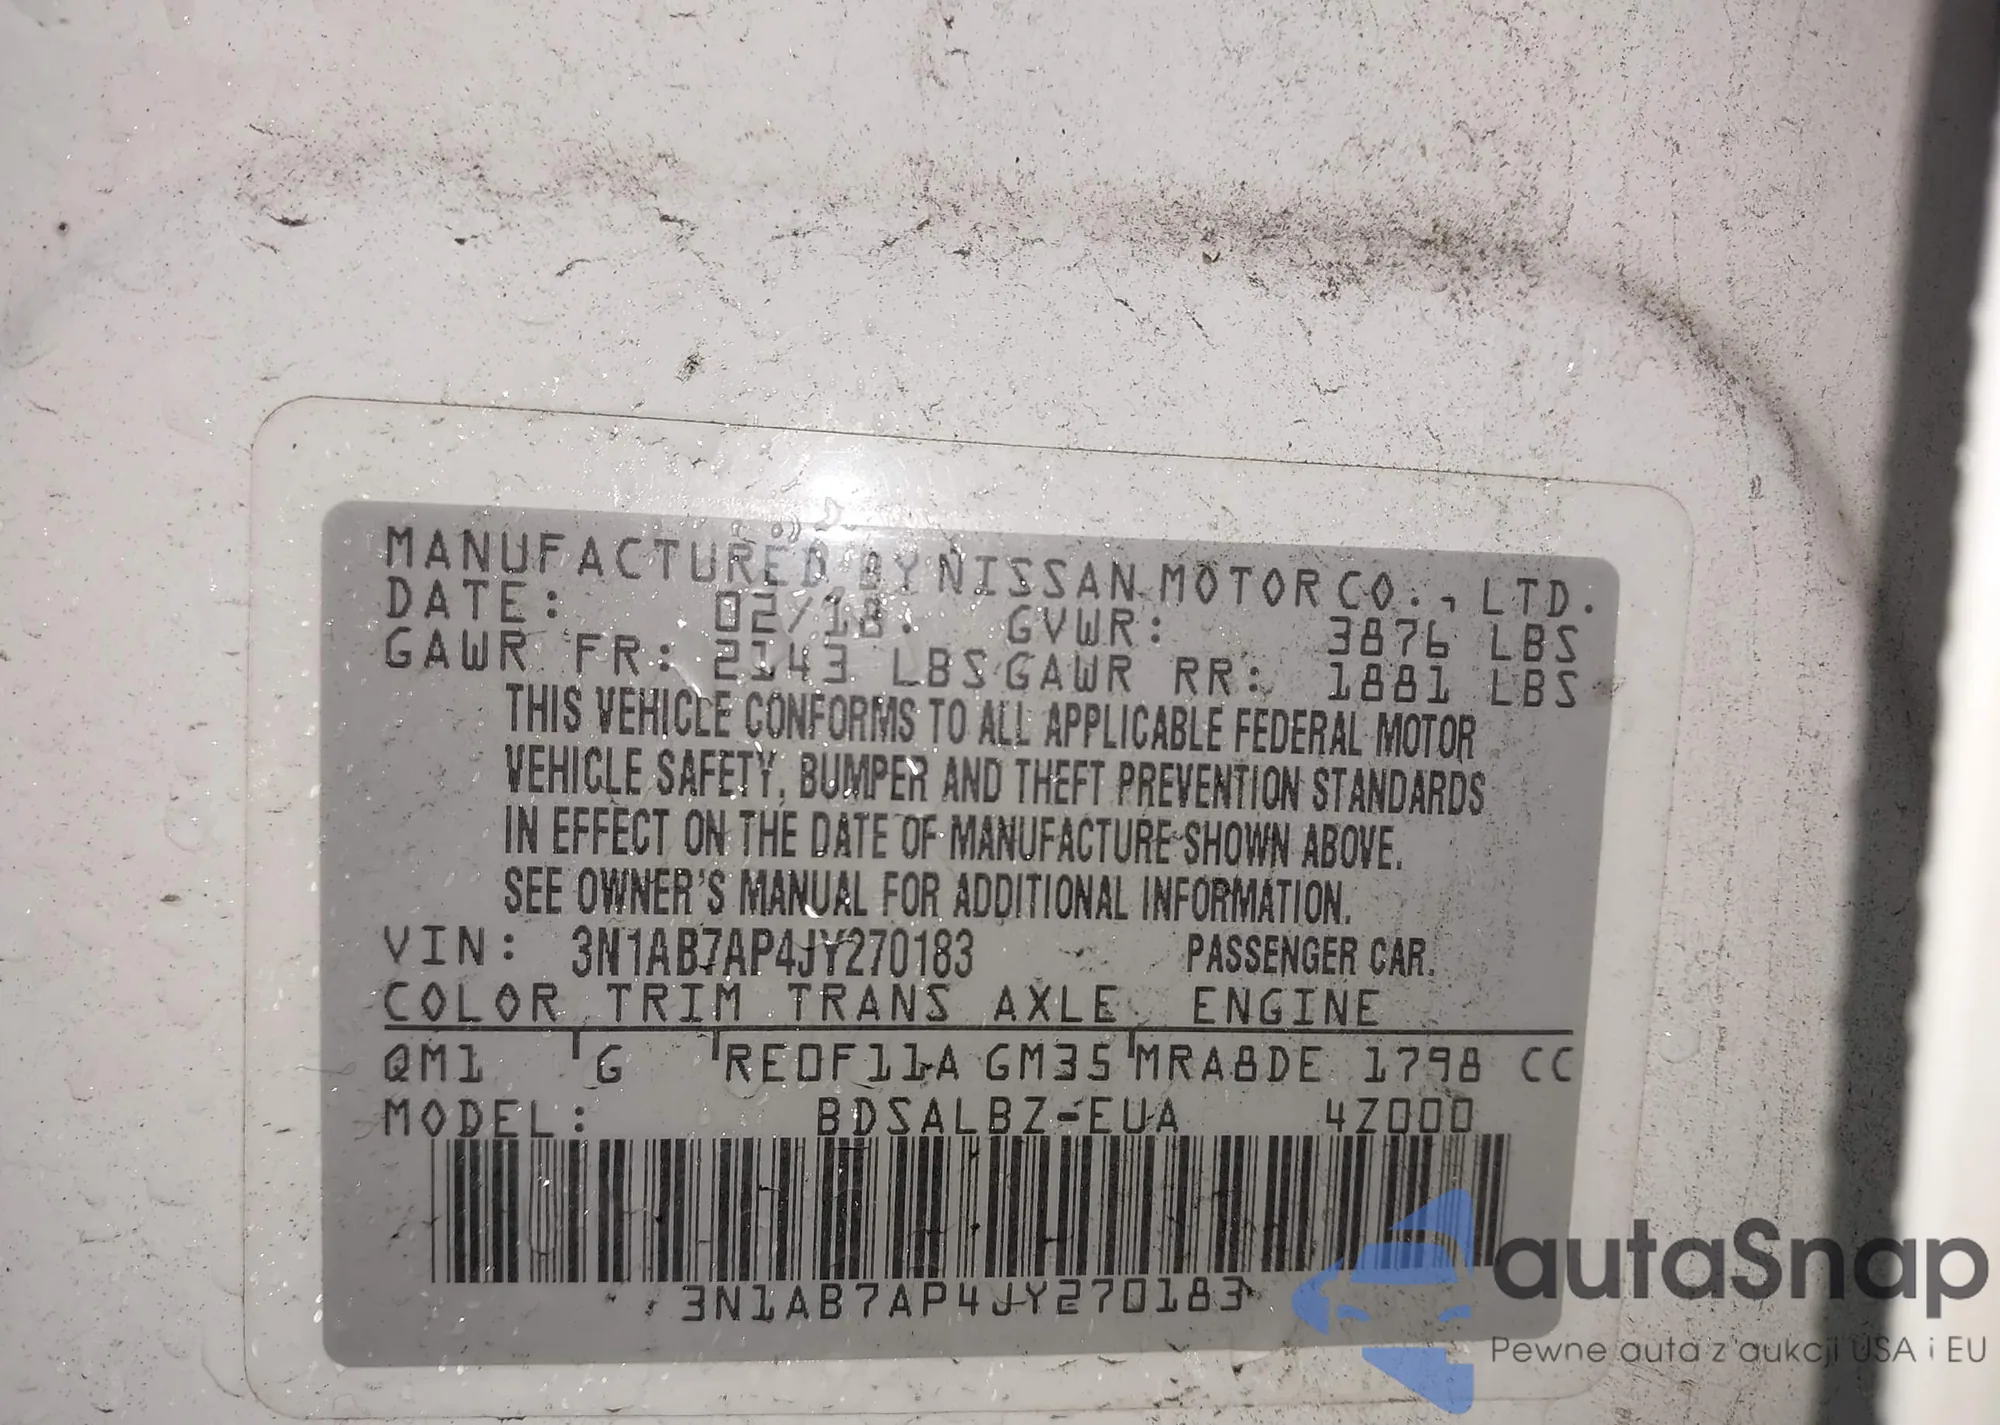 MANUFACTURED BY NISSAN MOTOR CO., LTD.
DATE: 02/18. GVWR: 3876 LBS
GAWR FR: 2143 LBS GAWR RR: 1881 LBS
THIS VEHICLE CONFORMS TO ALL APPLICABLE FEDERAL MOTOR
VEHICLE SAFETY, BUMPER AND THEFT PREVENTION STANDARDS
IN EFFECT ON THE DATE OF MANUFACTURE SHOWN ABOVE.
SEE OWNER'S MANUAL FOR ADDITIONAL INFORMATION.
VIN: 3N1AB7AP4JY270183 PASSENGER CAR.
COLOR TRIM TRANS AXLE ENGINE
QM1 G RE0F11A GM35 MRA8DE 1798 CC
MODEL: BDSALBZ-EUA 4Z000
3N1AB7AP4JY270183
autaSnap
Pewne auta z aukcji USA i EU